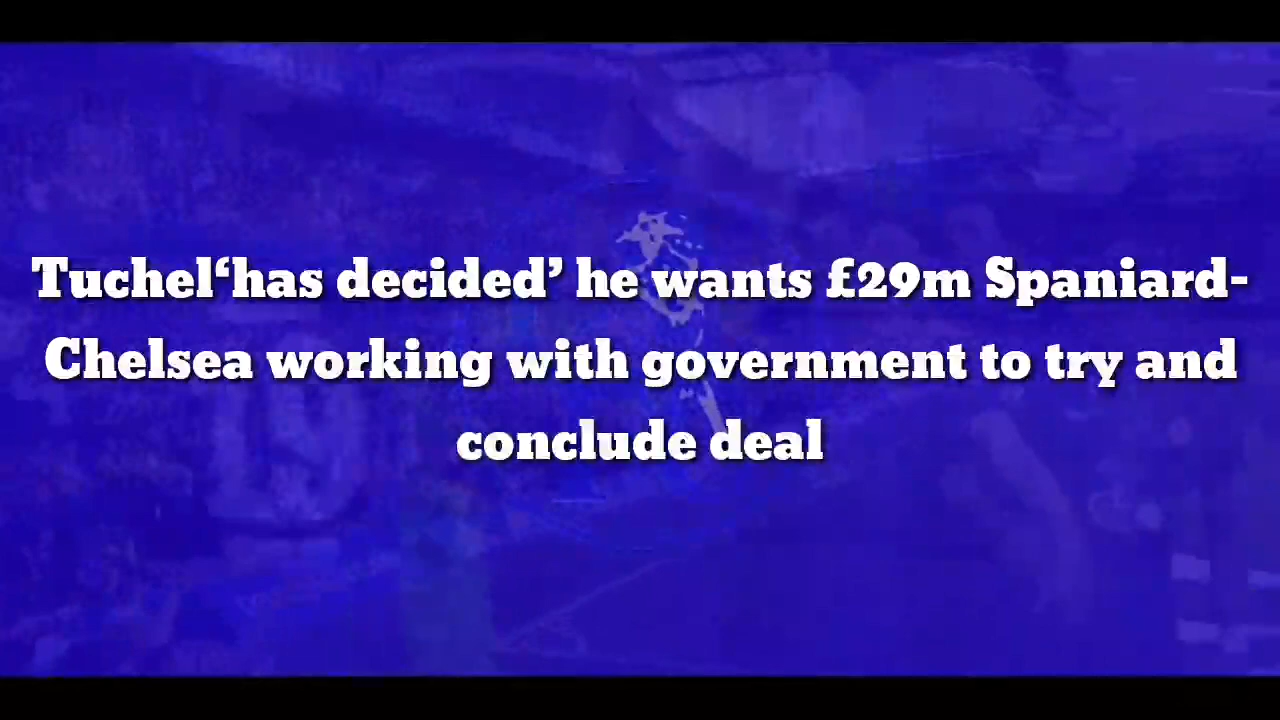 Tuchel‘has decided’ he wants £29m Spaniard-
Chelsea working with government to try and
conclude deal